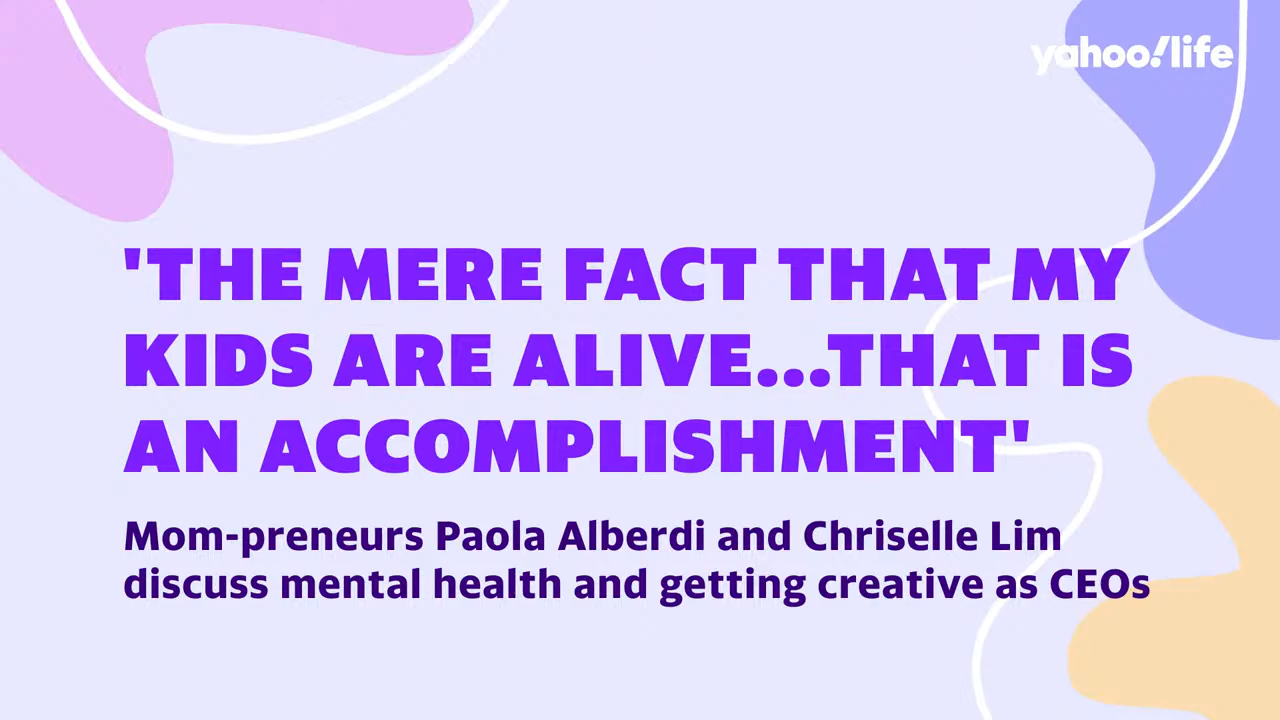 yahoo!life
'THE MERE FACT THAT MY
KIDS ARE ALIVE...THAT IS
AN ACCOMPLISHMENT'
Mom-preneurs Paola Alberdi and Chriselle Lim
discuss mental health and getting creative as CEOs